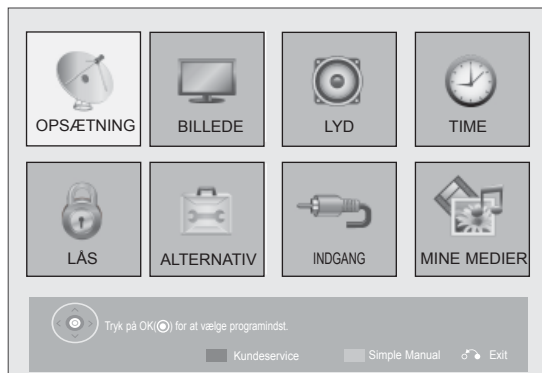 OPSÆTNING
BILLEDE
LYD
TIME
LÅS
ALTERNATIV
INDGANG
MINE MEDIER
Tryk på OK(◉) for at vælge programindst.
Kundeservice
Simple Manual
Exit